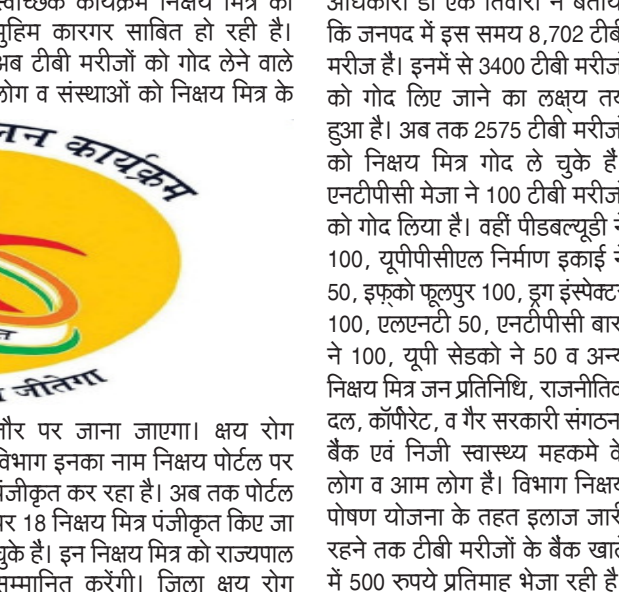 स्वैच्छिक कार्यक्रम निक्षय मित्र की
मुहिम कारगर साबित हो रही है।
अब टीबी मरीजों को गोद लेने वाले
लोग व संस्थाओं को निक्षय मित्र के
कार्यक्रम
जीतेगा
तौर पर जाना जाएगा। क्षय रोग
विभाग इनका नाम निक्षय पोर्टल पर
पंजीकृत कर रहा है। अब तक पोर्टल
पर 18 निक्षय मित्र पंजीकृत किए जा
चुके है। इन निक्षय मित्र को राज्यपाल
सम्मानित करेंगी। जिला क्षय रोग
अधिकारी डॉ एके तिवारी ने बताया
कि जनपद में इस समय 8,702 टीबी
मरीज हैं। इनमें से 3400 टीबी मरीजों
को गोद लिए जाने का लक्ष्य तय
हुआ है। अब तक 2575 टीबी मरीजों
को निक्षय मित्र गोद ले चुके हैं
एनटीपीसी मेजा ने 100 टीबी मरीजों
को गोद लिया है। वहीं पीडबल्यूडी ने
100, यूपीपीसीएल निर्माण इकाई ने
50, इफ्को फूलपुर 100, ड्रग इंस्पेक्टर
100, एलएनटी 50, एनटीपीसी बारा
ने 100, यूपी सेडको ने 50 व अन्य
निक्षय मित्र जन प्रतिनिधि, राजनीतिक
दल, कॉर्पोरेट, व गैर सरकारी संगठन,
बैंक एवं निजी स्वास्थ्य महकमे के
लोग व आम लोग हैं। विभाग निक्षय
पोषण योजना के तहत इलाज जारी
रहने तक टीबी मरीजों के बैंक खाते
में 500 रुपये प्रतिमाह भेजा रही है